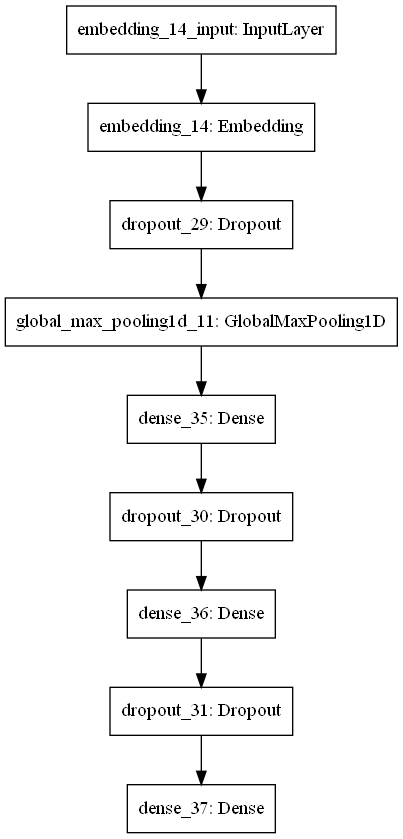 embedding_14_input: InputLayer
embedding_14: Embedding
dropout_29: Dropout
global_max_pooling1d_11: GlobalMaxPooling1D
dense_35: Dense
dropout_30: Dropout
dense_36: Dense
dropout_31: Dropout
dense_37: Dense